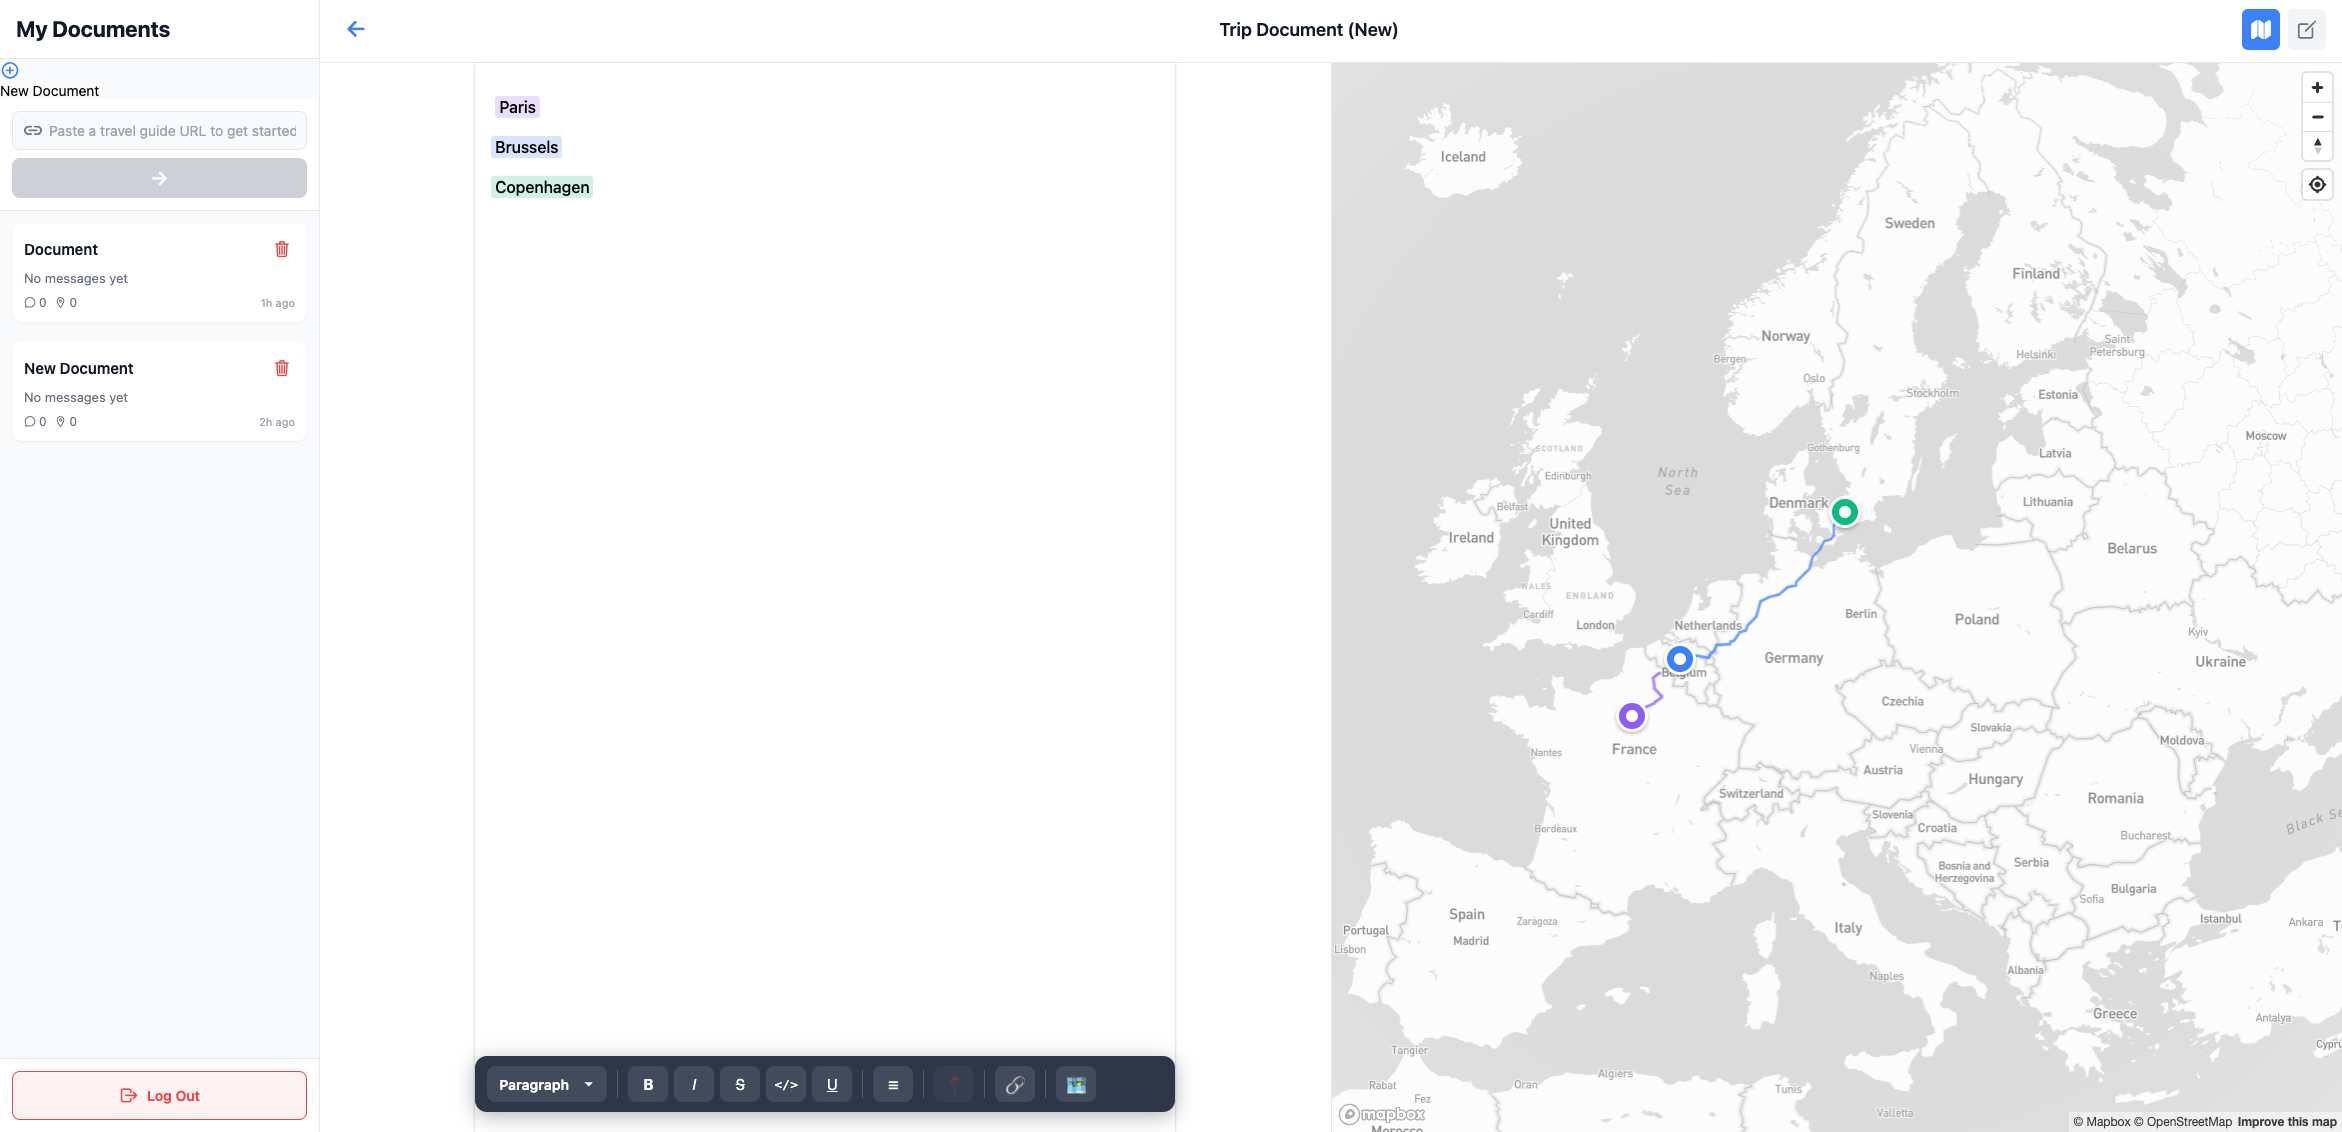 My Documents
New Document
Paste a travel guide URL to get started
Document
No messages yet
0 0 1h ago
New Document
No messages yet
0 0 2h ago
Log Out
Trip Document (New)
Paris
Brussels
Copenhagen
Paragraph B I S </> U
Iceland
Sweden
Finland
Norway
Bergen
Helsinki
Saint
Petersburg
Oslo
Stockholm
Estonia
Moscow
Gothenburg
Latvia
SCOTLAND
Edinburgh
North
Sea
Denmark
Lithuania
Belfast
United
Kingdom
Ireland
Belarus
WALES
ENGLAND
Cardiff
London
Netherlands
Berlin
Poland
Kyiv
Germany
Ukraine
Belgium
Czechia
Slovakia
France
Nantes
Vienna
Moldova
Austria
Hungary
Switzerland
Romania
Slovenia
Croatia
Bordeaux
Bucharest
Black Se
Bosnia and
Herzegovina
Serbia
Bulgaria
Sofia
Spain
Zaragoza
Istanbul
Ankara
T
Portugal
Italy
Madrid
Lisbon
Albania
Naples
Greece
Antalya
Tangier
Cypru
Algiers
Rabat
Oran
Tunis
Fez
Valletta
mapbox
Morocco
© Mapbox © OpenStreetMap Improve this map